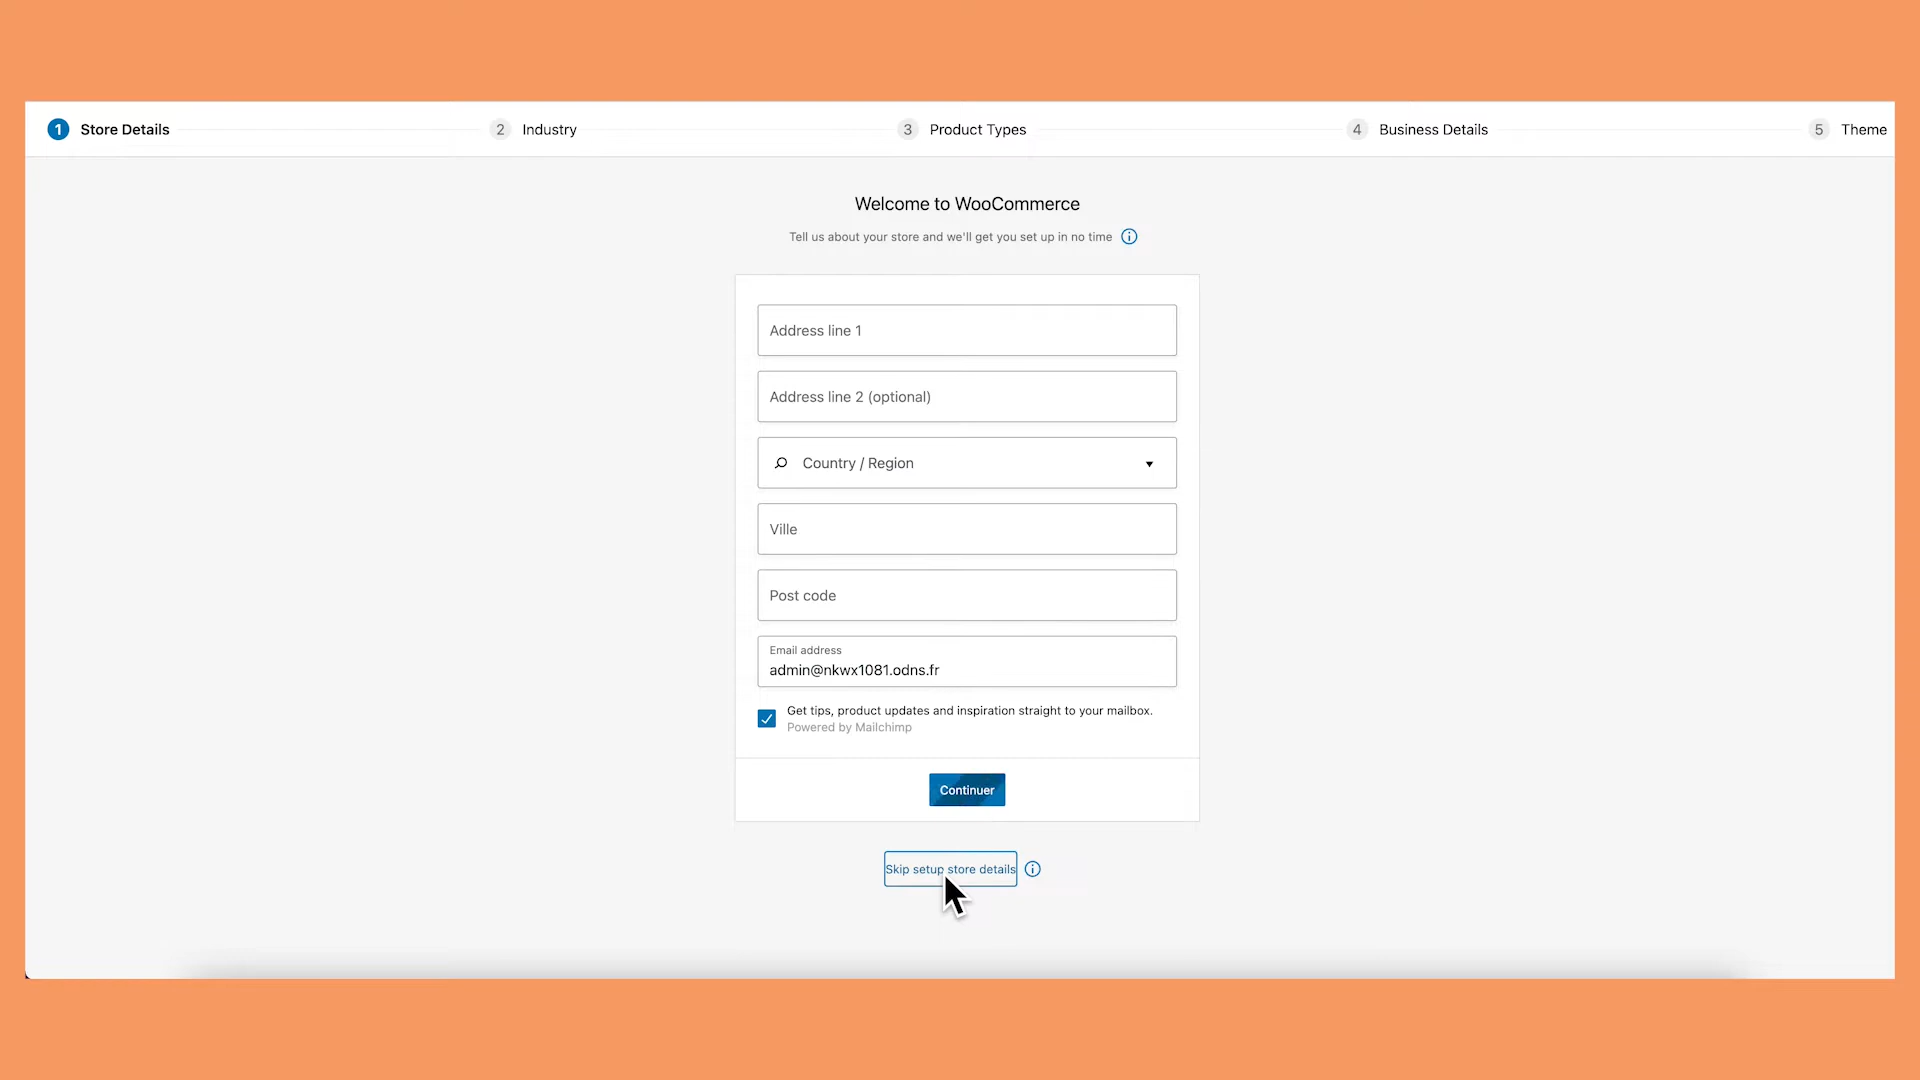 1 Store Details 2 Industry 3 Product Types 4 Business Details 5 Theme
Welcome to WooCommerce
Tell us about your store and we'll get you set up in no time
Address line 1
Address line 2 (optional)
Country / Region
Ville
Post code
Email address
admin@nkwx1081.odns.fr
Get tips, product updates and inspiration straight to your mailbox.
Powered by Mailchimp
Continuer
Skip setup store details